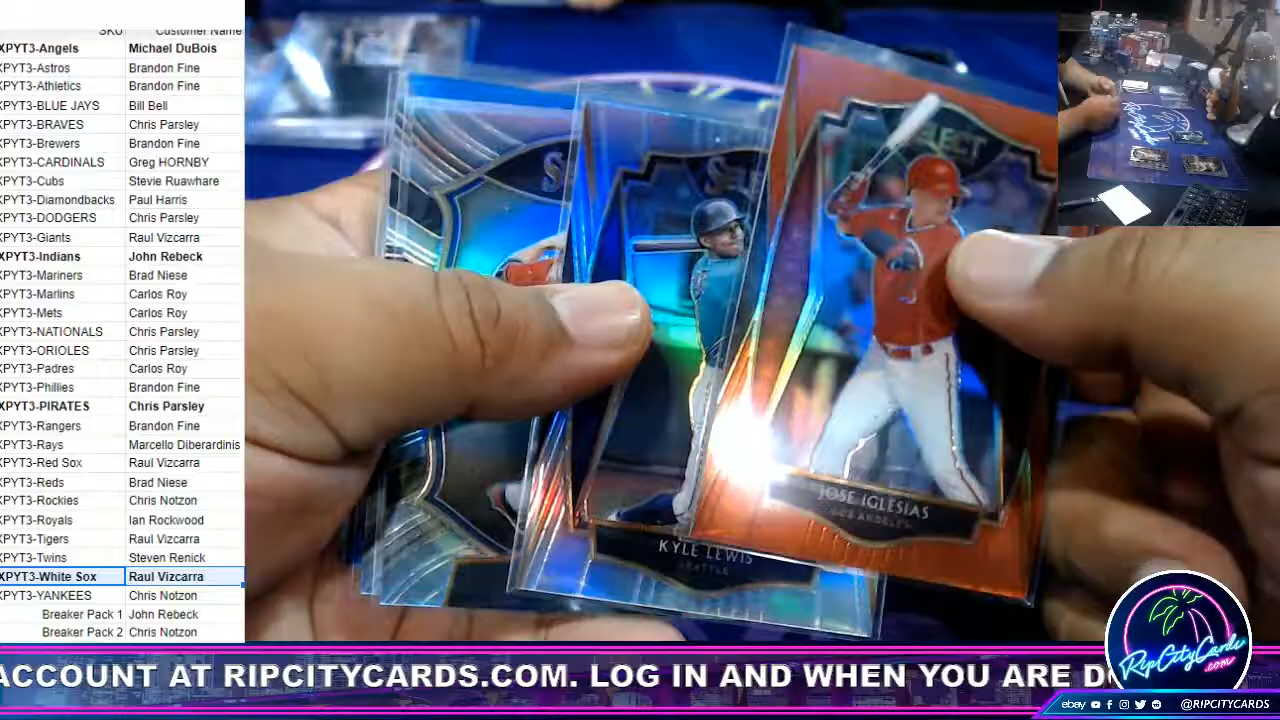 SKU Customer Name
XPYT3-Angels Michael DuBois
XPYT3-Astros Brandon Fine
XPYT3-Athletics Brandon Fine
XPYT3-BLUE JAYS Bill Bell
XPYT3-BRAVES Chris Parsley
XPYT3-Brewers Brandon Fine
XPYT3-CARDINALS Greg HORNBY
XPYT3-Cubs Stevie Ruawhare
XPYT3-Diamondbacks Paul Harris
XPYT3-DODGERS Chris Parsley
XPYT3-Giants Raul Vizcarra
XPYT3-Indians John Rebeck
XPYT3-Mariners Brad Niese
XPYT3-Marlins Carlos Roy
XPYT3-Mets Carlos Roy
XPYT3-NATIONALS Chris Parsley
XPYT3-ORIOLES Chris Parsley
XPYT3-Padres Carlos Roy
XPYT3-Phillies Brandon Fine
XPYT3-PIRATES Chris Parsley
XPYT3-Rangers Brandon Fine
XPYT3-Rays Marcello Diberardinis
XPYT3-Red Sox Raul Vizcarra
XPYT3-Reds Brad Niese
XPYT3-Rockies Chris Notzon
XPYT3-Royals Ian Rockwood
XPYT3-Tigers Raul Vizcarra
XPYT3-Twins Steven Renick
XPYT3-White Sox Raul Vizcarra
XPYT3-YANKEES Chris Notzon
Breaker Pack 1 John Rebeck
Breaker Pack 2 Chris Notzon
SELECT
JOSE IGLESIAS
LOS ANGELES
KYLE LEWIS
SEATTLE
ACCOUNT AT RIPCITYCARDS.COM. LOG IN AND WHEN YOU ARE
RipCityCards
.com
ebay @RIPCITYCARDS